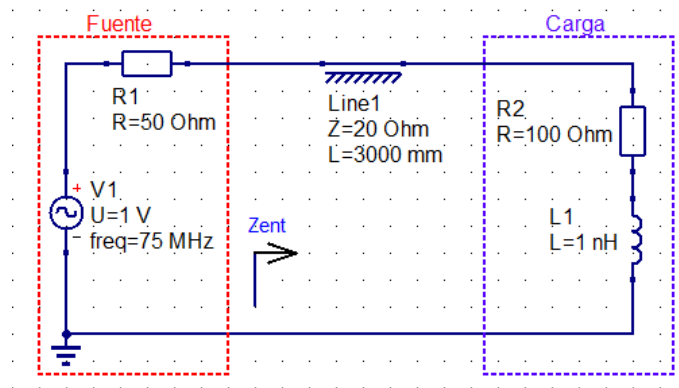 Fuente
Carga
R1
R=50 Ohm
Line1
Z=20 Ohm
L=3000 mm
R2
R=100 Ohm
+ V1
U=1 V
- freq=75 MHz
Zent
L1
L=1 nH